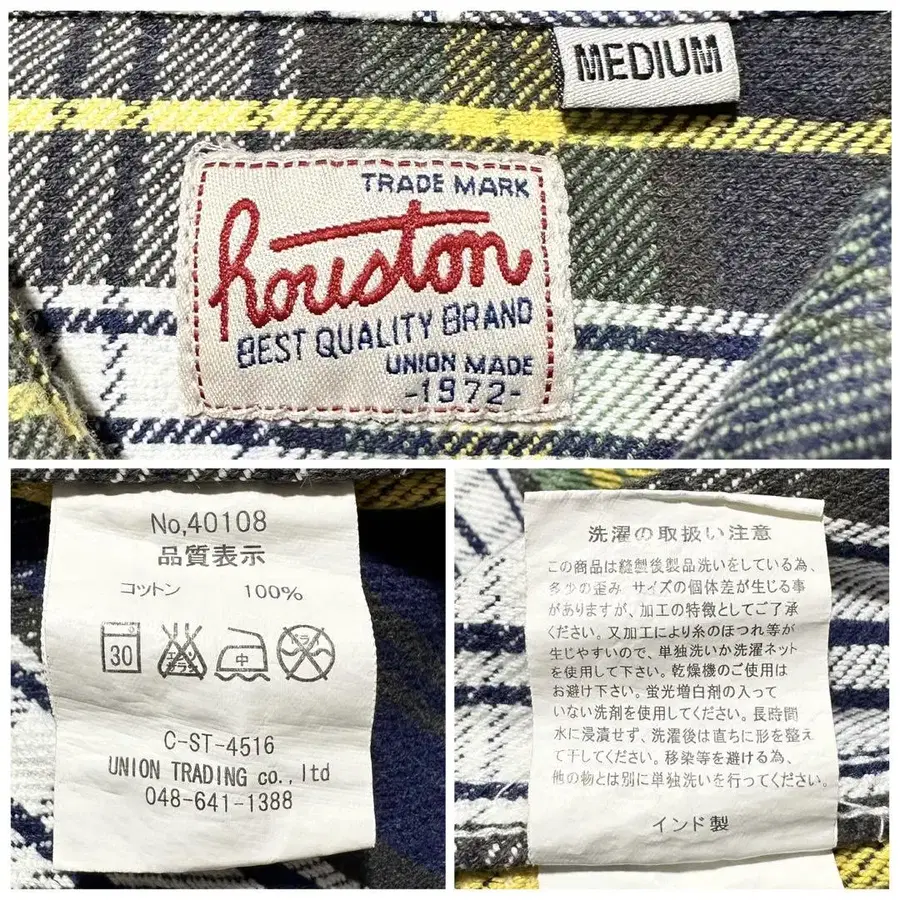 MEDIUM
TRADE MARK
houston
BEST QUALITY BRAND
UNION MADE
-1972-
No,40108
品質表示
コットン 100%
30 エンソ サラシ 中 ドライ
C-ST-4516
UNION TRADING co.,ltd
048-641-1388
洗濯の取扱い注意
この商品は縫製後製品洗いをしている為、
多少の歪み サイズの個体差が生じる事
がありますが、加工の特徴としてご了承
ください。又加工により糸のほつれ等が
生じやすいので、単独洗いか洗濯ネット
を使用して下さい。乾燥機のご使用は
お避け下さい。蛍光増白剤の入って
いない洗剤を使用してください。長時間
水に浸漬せず、洗濯後は直ちに形を整え
て干してください。移染等を避ける為、
他の物とは別に単独洗いを行ってください。
インド製